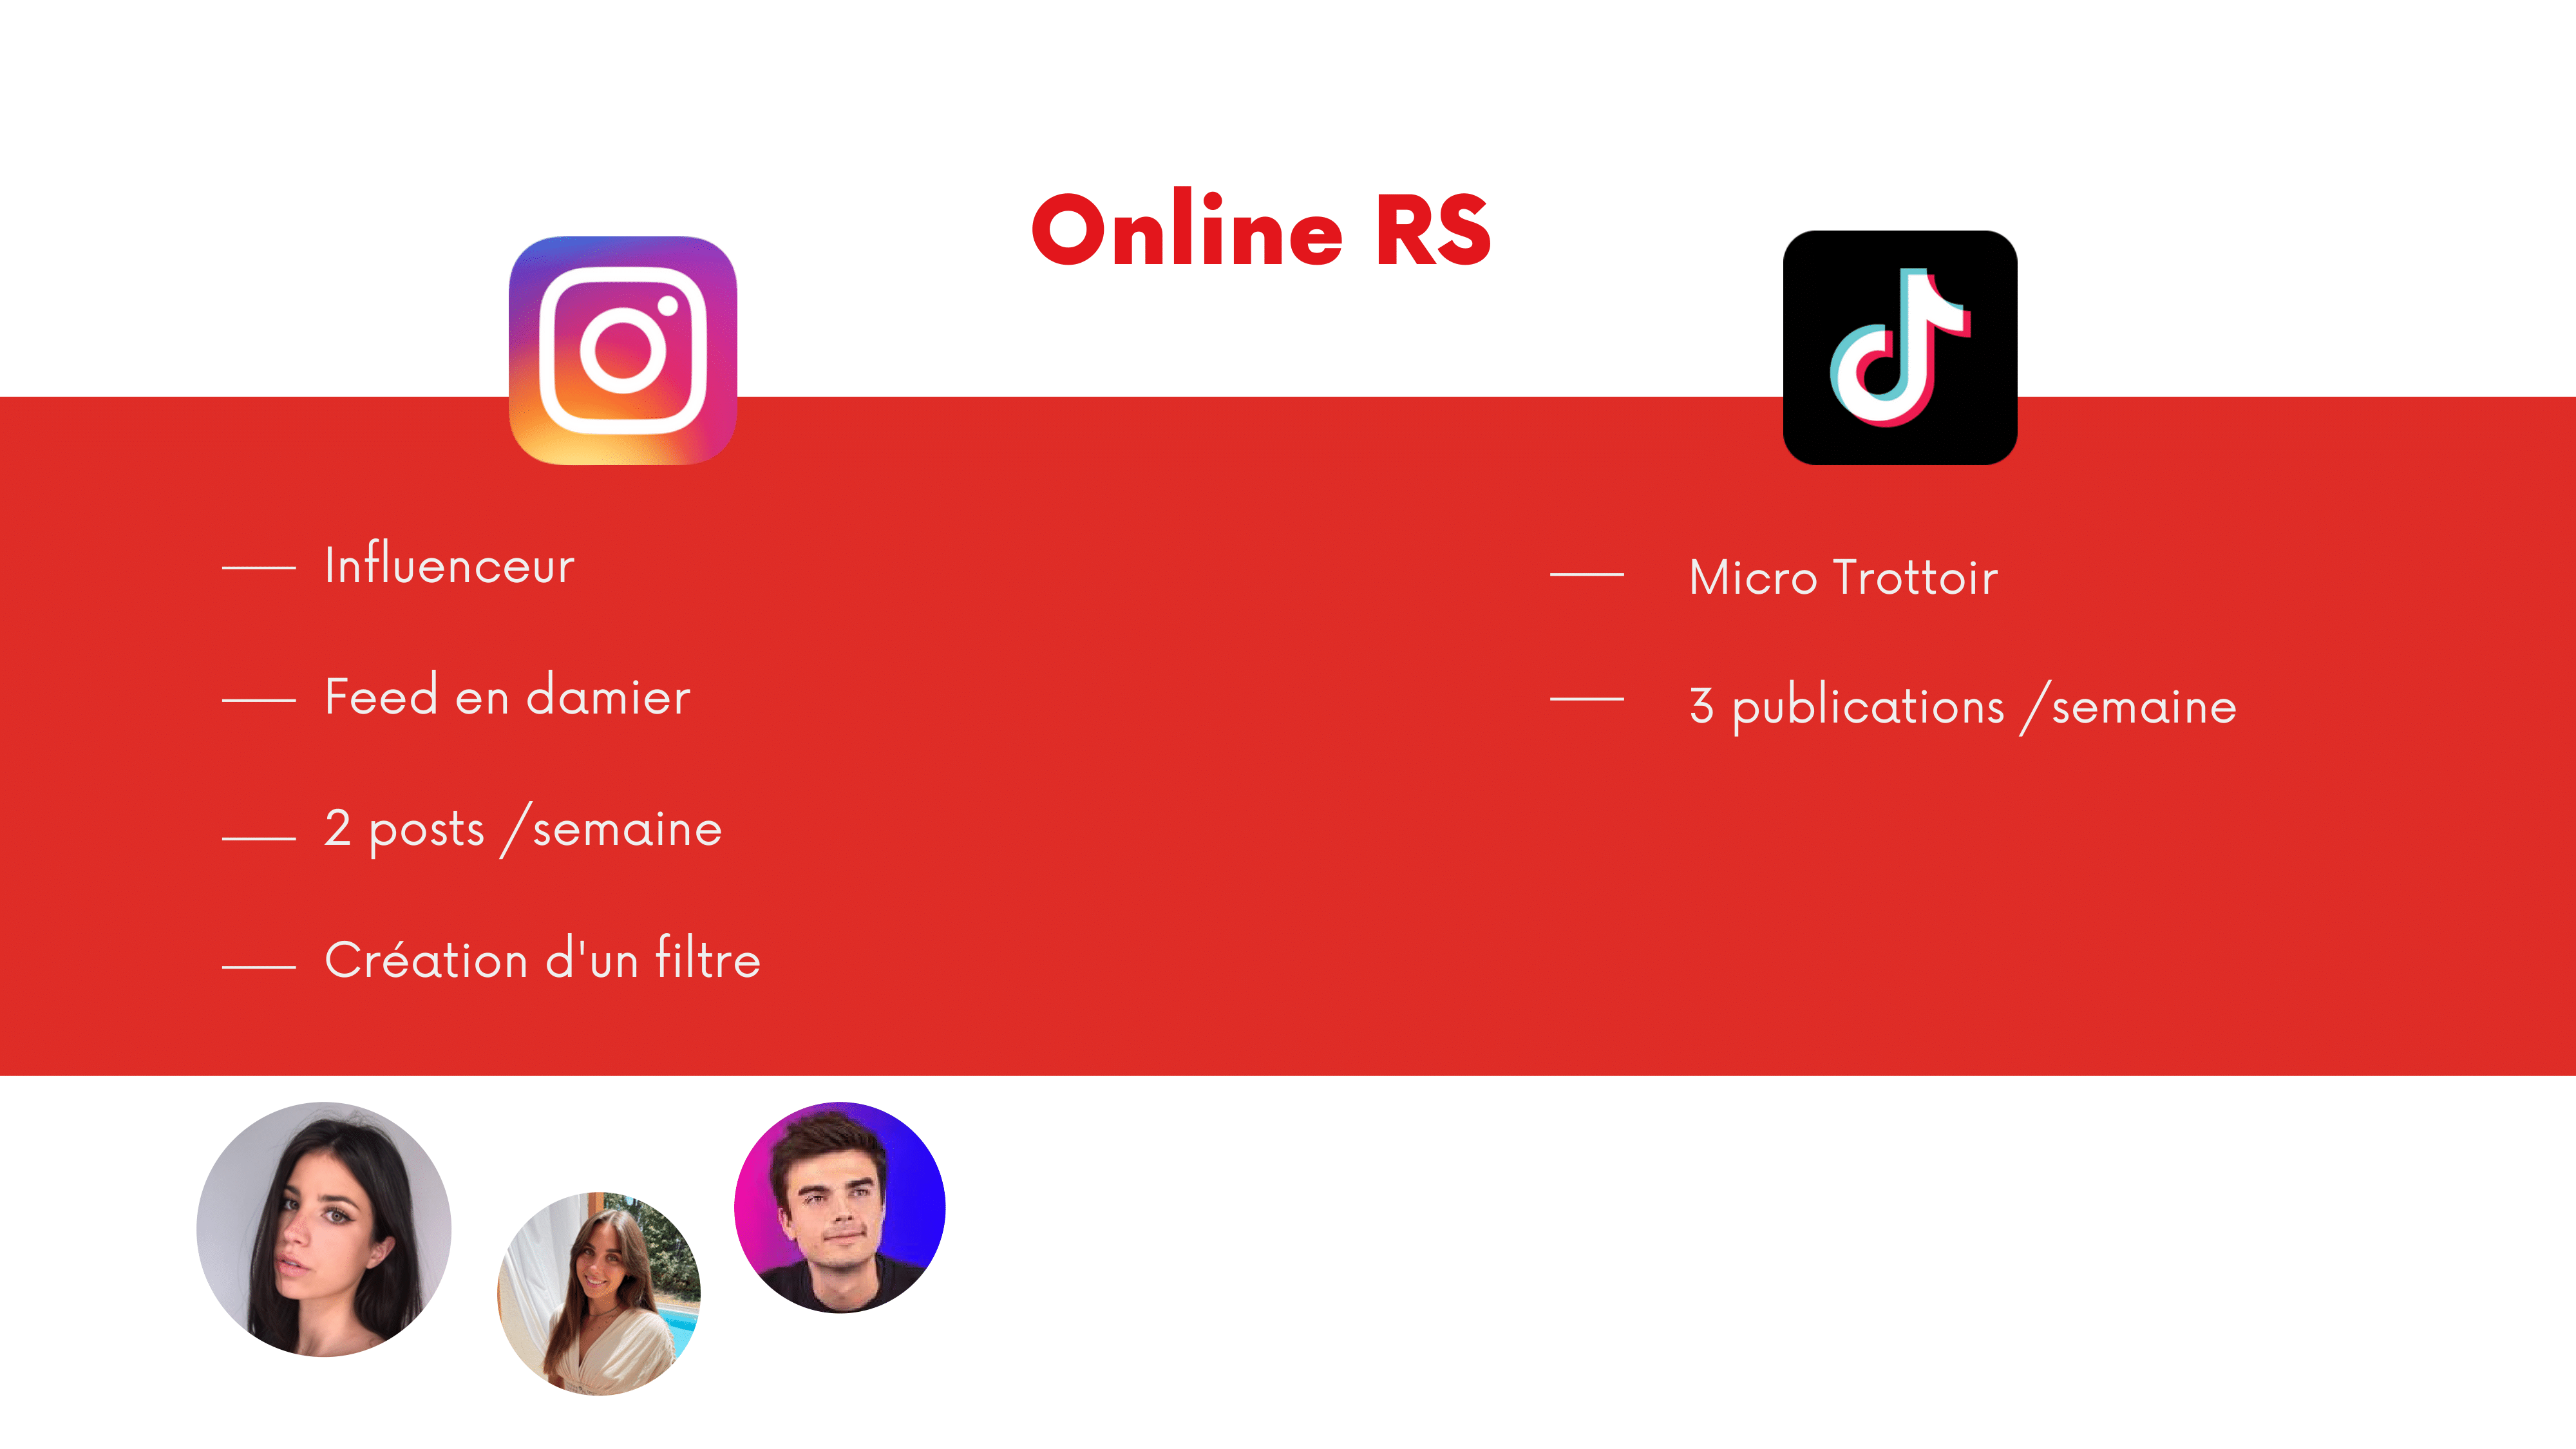 Online RS
Influenceur
Feed en damier
2 posts /semaine
Création d'un filtre
Micro Trottoir
3 publications /semaine